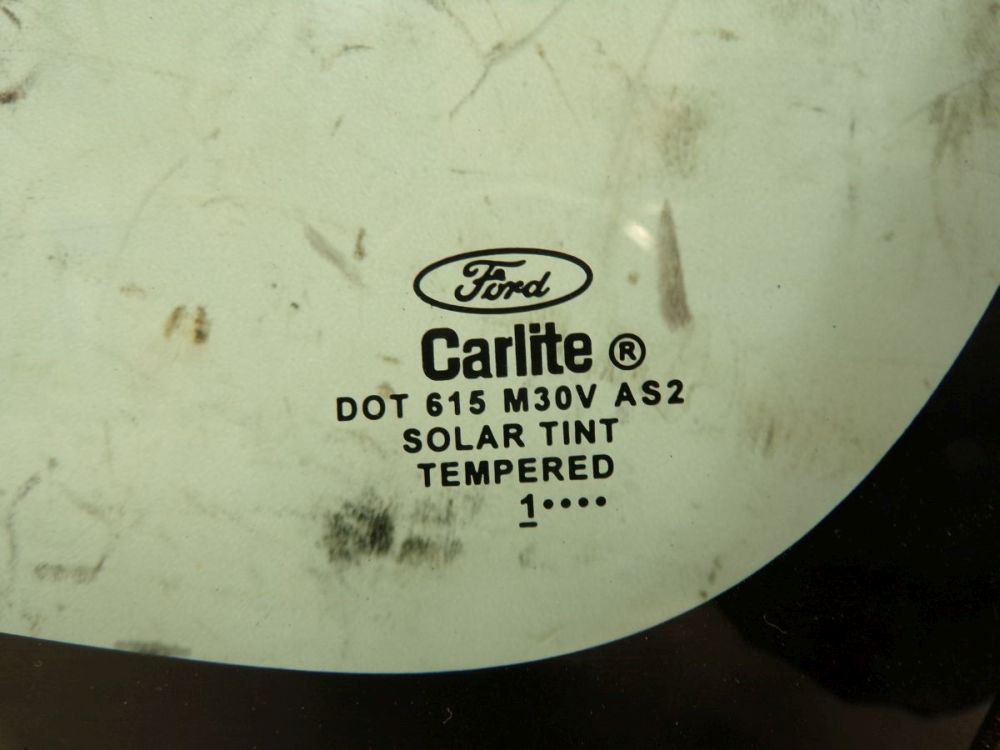 Ford
Carlite ®
DOT 615 M30V AS2
SOLAR TINT
TEMPERED
1••••